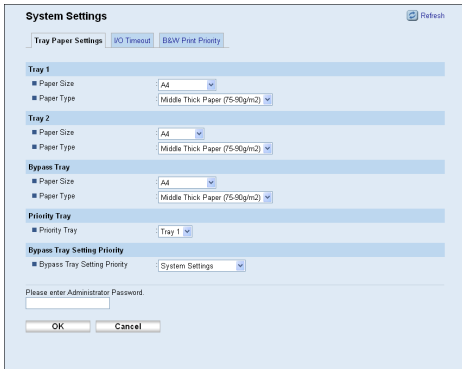 System Settings
Refresh
Tray Paper Settings I/O Timeout B&W Print Priority
Tray 1
Paper Size : A4
Paper Type : Middle Thick Paper (75-90g/m2)
Tray 2
Paper Size : A4
Paper Type : Middle Thick Paper (75-90g/m2)
Bypass Tray
Paper Size : A4
Paper Type : Middle Thick Paper (75-90g/m2)
Priority Tray
Priority Tray : Tray 1
Bypass Tray Setting Priority
Bypass Tray Setting Priority : System Settings
Please enter Administrator Password.
OK Cancel